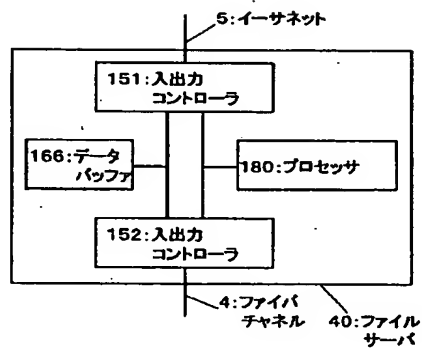 5:イーサネット
151:入出力
コントローラ
166:データ
バッファ
180:プロセッサ
152:入出力
コントローラ
4:ファイバ
チャネル
40:ファイル
サーバ